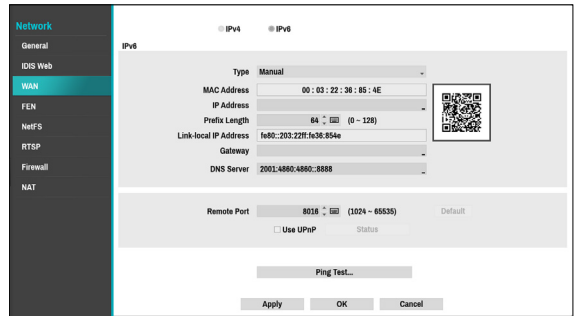 Network
General
IDIS Web
WAN
FEN
NetFS
RTSP
Firewall
NAT
IPv4 IPv6
IPv6
Type Manual
MAC Address 00 : 03 : 22 : 36 : 85 : 4E
IP Address
Prefix Length 64 (0 ~ 128)
Link-local IP Address fe80::203:22ff:fe36:854e
Gateway
DNS Server 2001:4860:4860::8888
Remote Port 8016 (1024 ~ 65535) Default
Use UPnP Status
Ping Test...
Apply OK Cancel